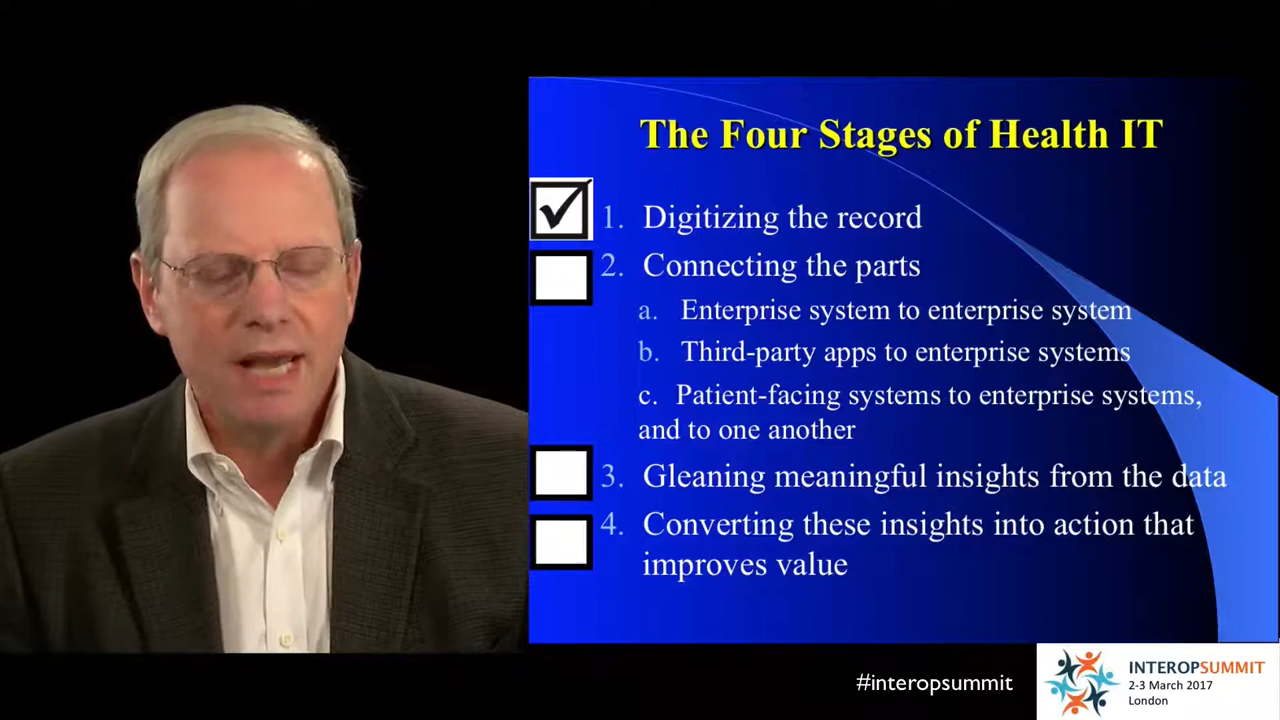 The Four Stages of Health IT
1. Digitizing the record
2. Connecting the parts
a. Enterprise system to enterprise system
b. Third-party apps to enterprise systems
c. Patient-facing systems to enterprise systems,
and to one another
3. Gleaning meaningful insights from the data
4. Converting these insights into action that
improves value
#interopsummit
INTEROPSUMMIT
2-3 March 2017
London